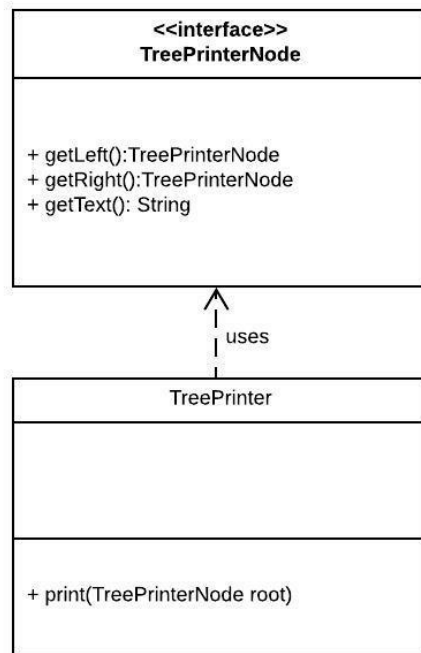 <<interface>>
TreePrinterNode
+ getLeft():TreePrinterNode
+ getRight():TreePrinterNode
+ getText(): String
uses
TreePrinter
+ print(TreePrinterNode root)